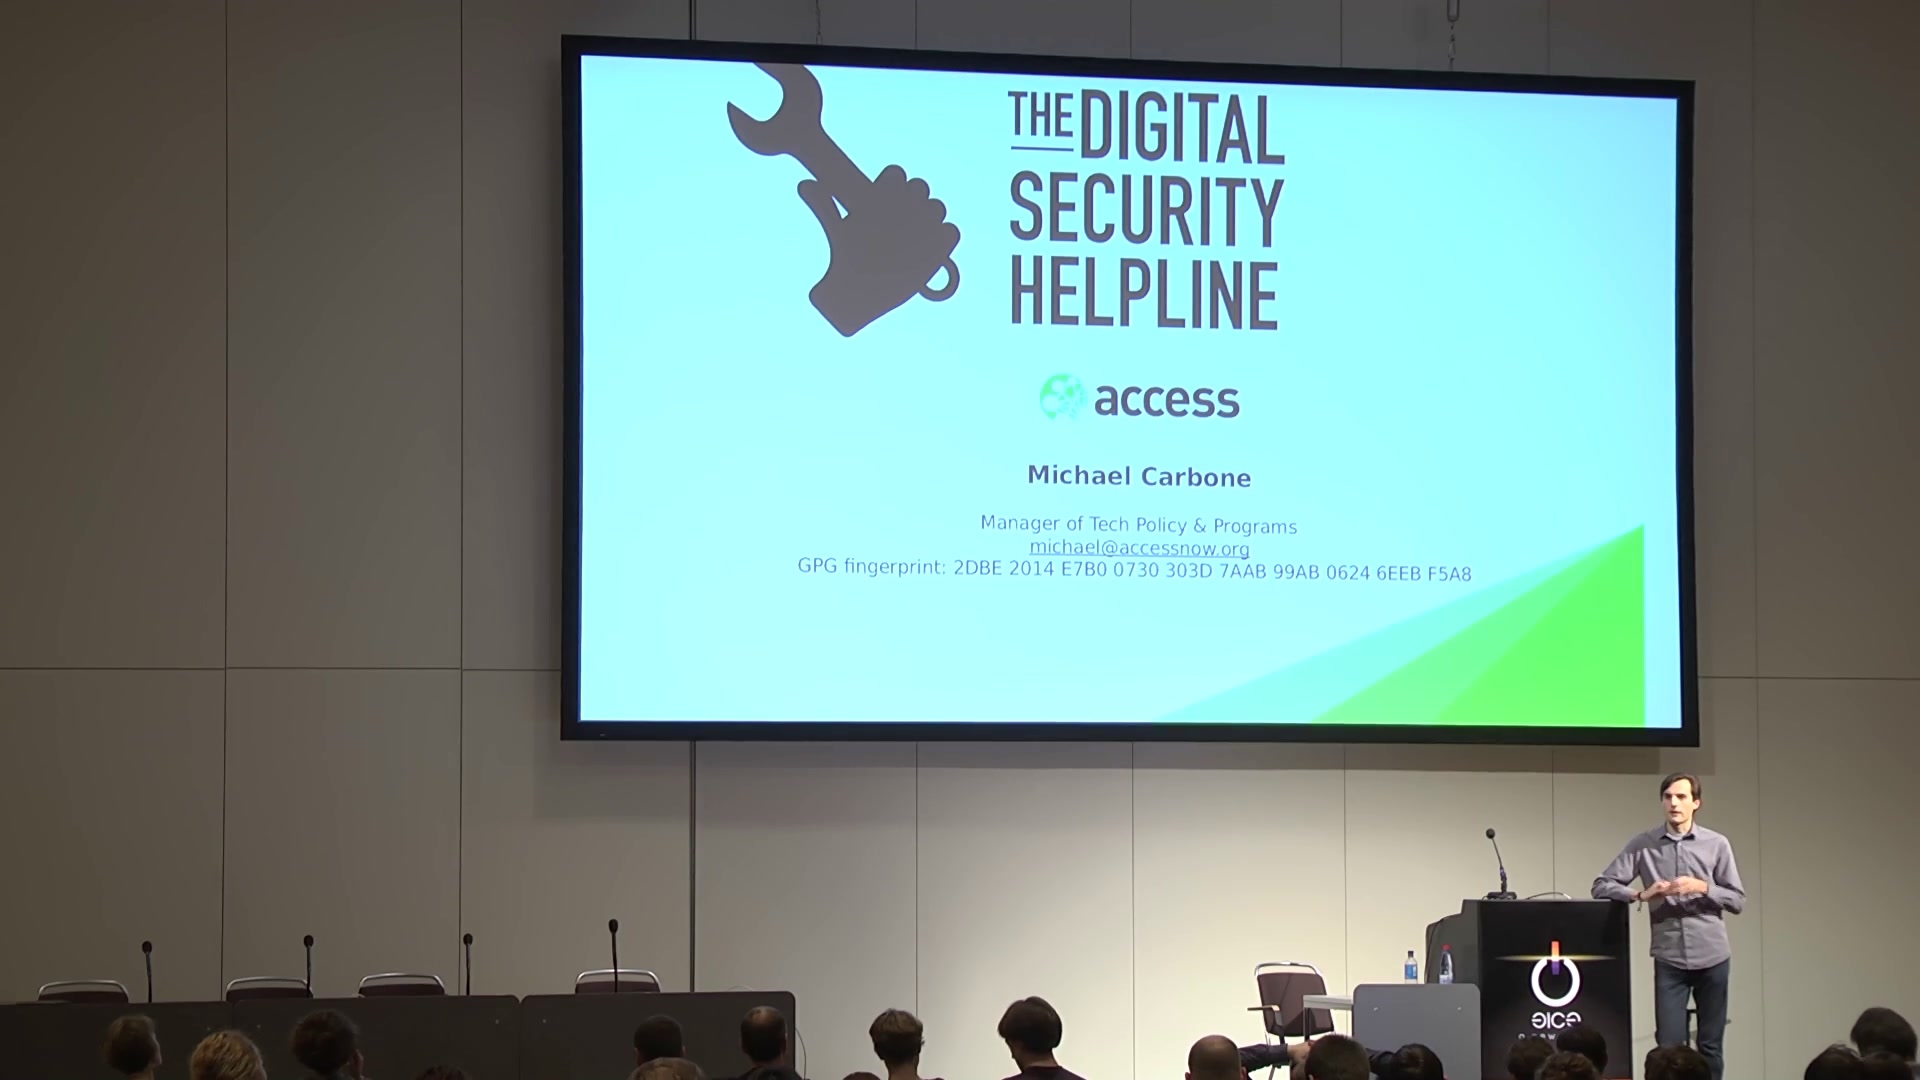 THE DIGITAL
SECURITY
HELPLINE
access
Michael Carbone
Manager of Tech Policy & Programs
michael@accessnow.org
GPG fingerprint: 2DBE 2014 E7B0 0730 303D 7AAB 99AB 0624 6EEB F5A8